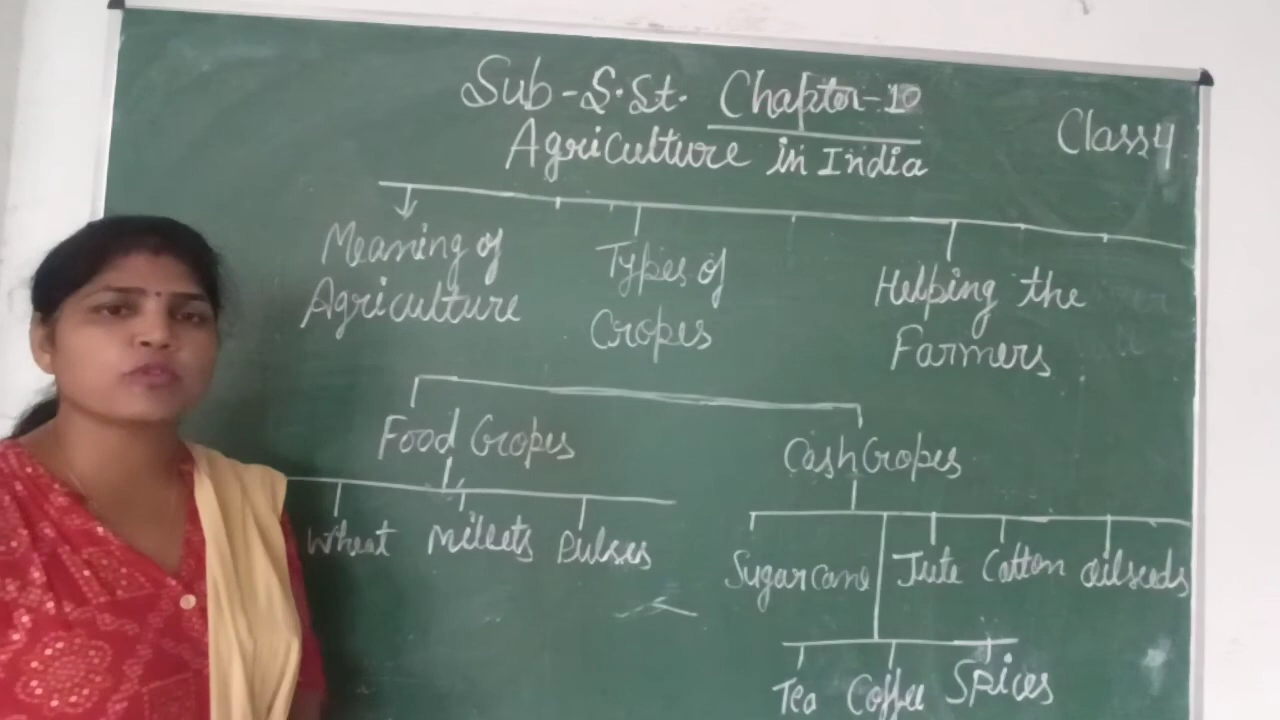 Sub-S.St. Chapter-10
Class 4
Agriculture in India
Meaning of
Agriculture
Types of
Cropes
Helping the
Farmers
Food Cropes
Cash Cropes
Wheat Millets Pulses
Sugarcane Jute Cotton oilseeds
Tea Coffee Spices